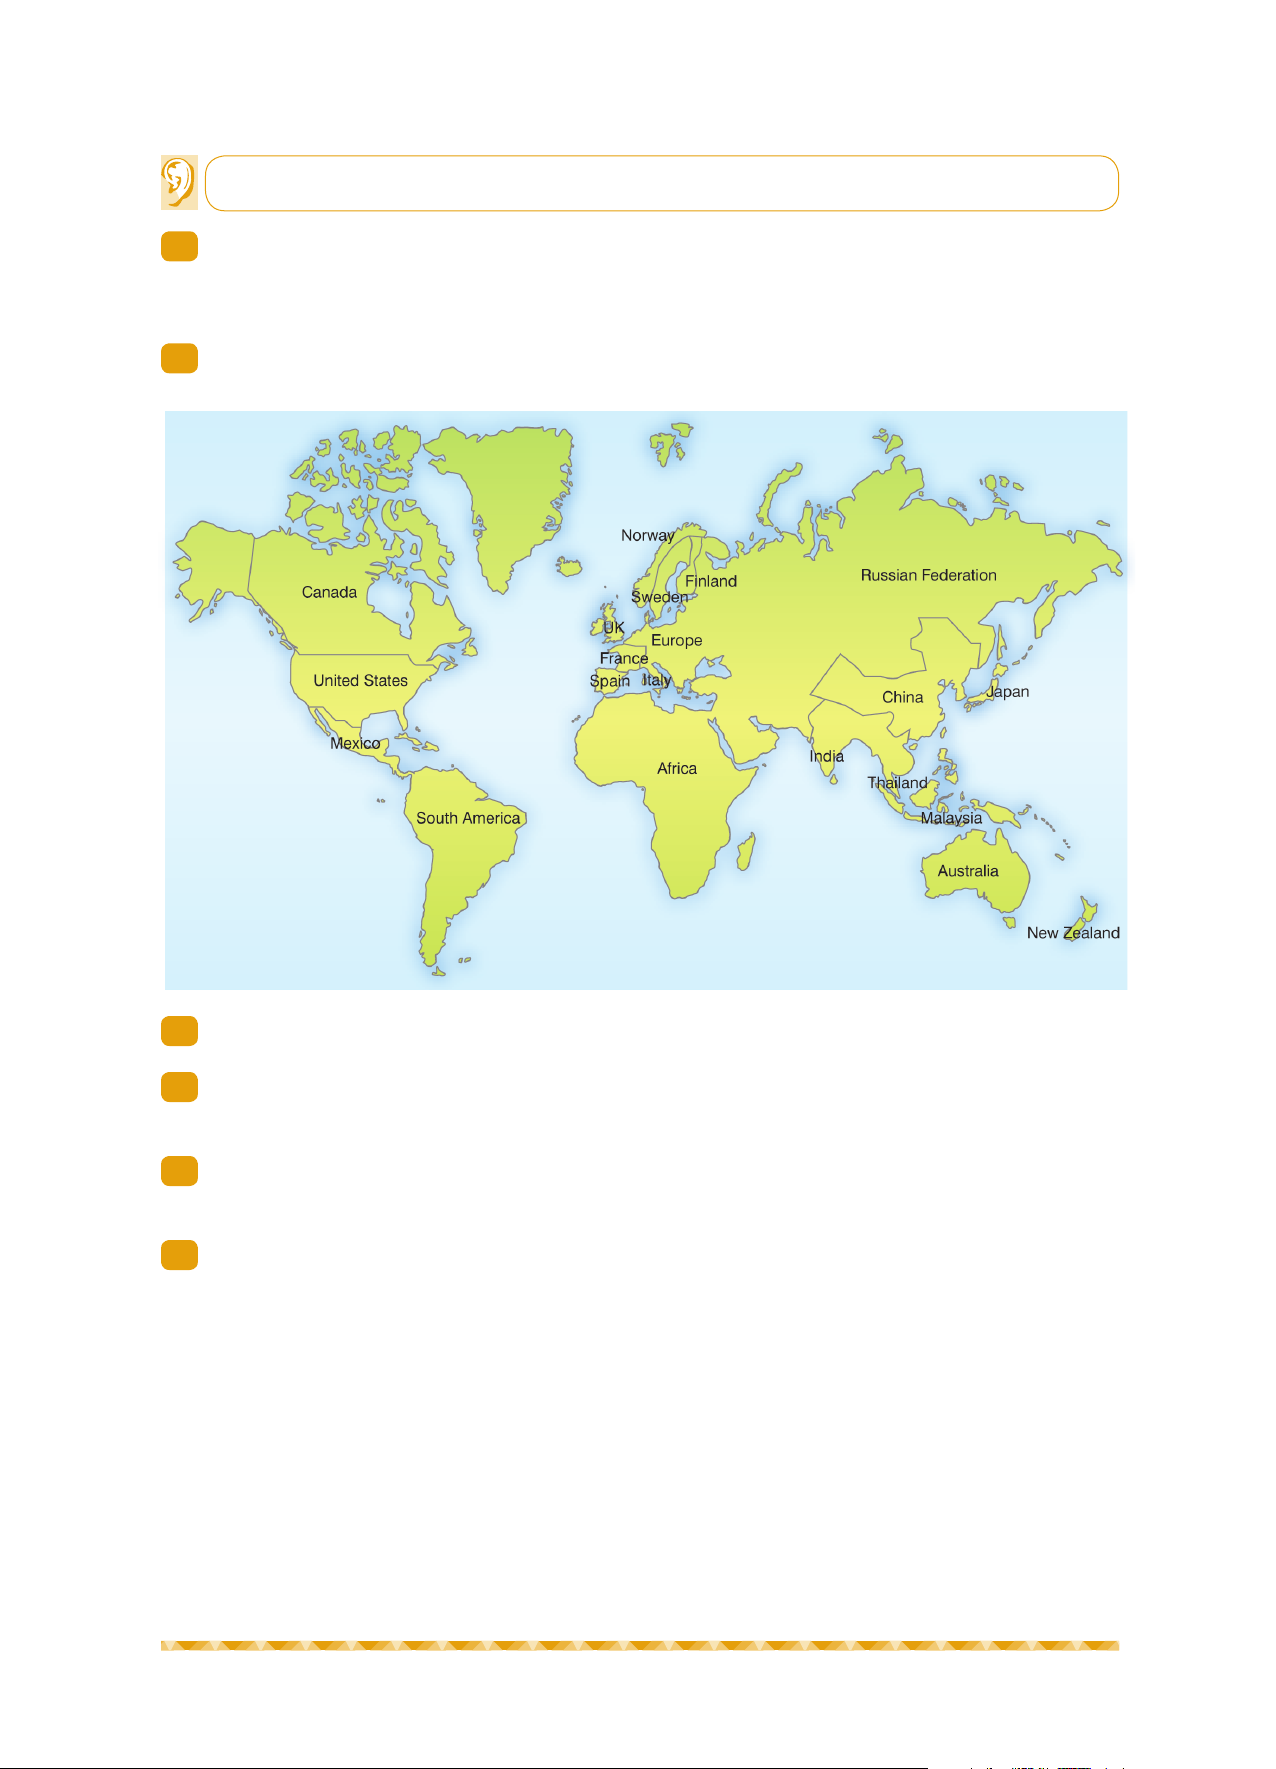 Norway
Finland
Russian Federation
Canada
Sweden
UK
Europe
France
United States
Spain
Italy
China
Japan
Mexico
India
Africa
Thailand
South America
Malaysia
Australia
New Zealand